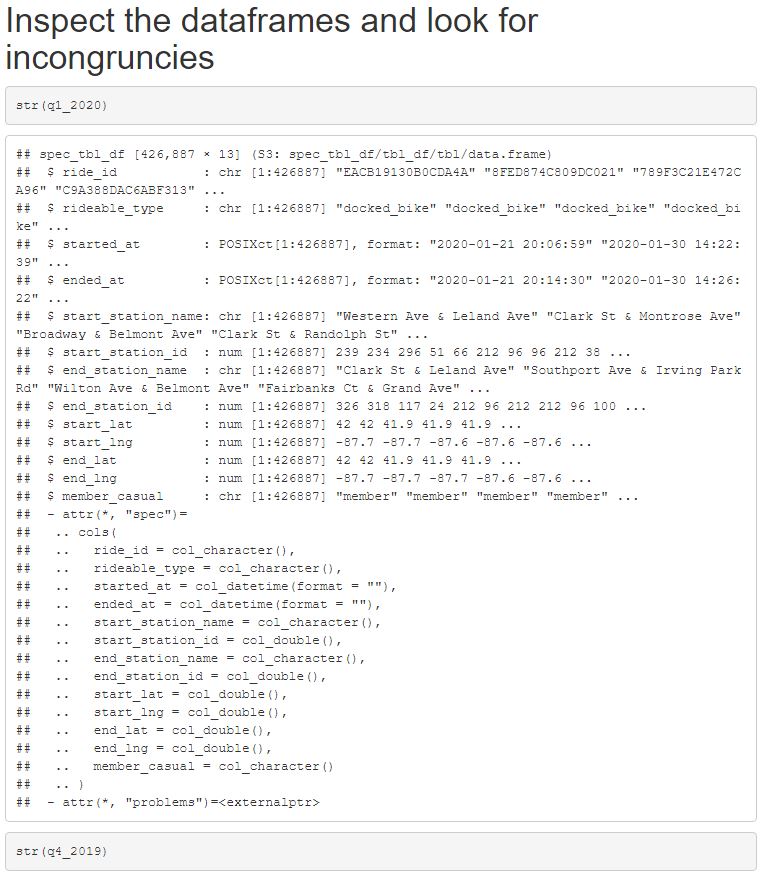 Inspect the dataframes and look for
incongruncies
str(q1_2020)
## spec_tbl_df [426,887 × 13] (S3: spec_tbl_df/tbl_df/tbl/data.frame)
##  $ ride_id           : chr [1:426887] "EACB19130B0CDA4A" "8FED874C809DC021" "789F3C21E472C
A96" "C9A388DAC6ABF313" ...
##  $ rideable_type     : chr [1:426887] "docked_bike" "docked_bike" "docked_bike" "docked_bi
ke" ...
##  $ started_at        : POSIXct[1:426887], format: "2020-01-21 20:06:59" "2020-01-30 14:22:
39" ...
##  $ ended_at          : POSIXct[1:426887], format: "2020-01-21 20:14:30" "2020-01-30 14:26:
22" ...
##  $ start_station_name: chr [1:426887] "Western Ave & Leland Ave" "Clark St & Montrose Ave"
"Broadway & Belmont Ave" "Clark St & Randolph St" ...
##  $ start_station_id  : num [1:426887] 239 234 296 51 66 212 96 96 212 38 ...
##  $ end_station_name  : chr [1:426887] "Clark St & Leland Ave" "Southport Ave & Irving Park
Rd" "Wilton Ave & Belmont Ave" "Fairbanks Ct & Grand Ave" ...
##  $ end_station_id    : num [1:426887] 326 318 117 24 212 96 212 212 96 100 ...
##  $ start_lat         : num [1:426887] 42 42 41.9 41.9 41.9 ...
##  $ start_lng         : num [1:426887] -87.7 -87.7 -87.6 -87.6 -87.6 ...
##  $ end_lat           : num [1:426887] 42 42 41.9 41.9 41.9 ...
##  $ end_lng           : num [1:426887] -87.7 -87.7 -87.7 -87.6 -87.6 ...
##  $ member_casual     : chr [1:426887] "member" "member" "member" "member" ...
##  - attr(*, "spec")=
##   .. cols(
##   ..   ride_id = col_character(),
##   ..   rideable_type = col_character(),
##   ..   started_at = col_datetime(format = ""),
##   ..   ended_at = col_datetime(format = ""),
##   ..   start_station_name = col_character(),
##   ..   start_station_id = col_double(),
##   ..   end_station_name = col_character(),
##   ..   end_station_id = col_double(),
##   ..   start_lat = col_double(),
##   ..   start_lng = col_double(),
##   ..   end_lat = col_double(),
##   ..   end_lng = col_double(),
##   ..   member_casual = col_character()
##   .. )
##  - attr(*, "problems")=<externalptr>
str(q4_2019)